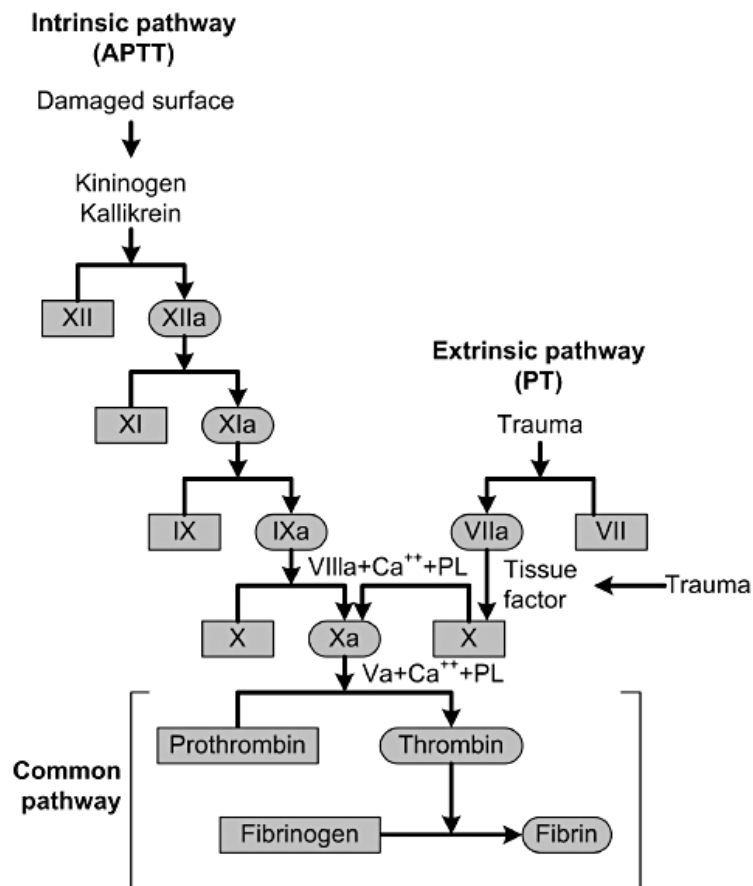 Intrinsic pathway
(APTT)
Damaged surface
Kininogen
Kallikrein
XII
XIIa
Extrinsic pathway
(PT)
XI
XIa
Trauma
IX
IXa
VIIa
VII
VIIIa+Ca⁺⁺+PL
Tissue
factor
Trauma
X
Xa
X
Va+Ca⁺⁺+PL
Prothrombin
Thrombin
Common
pathway
Fibrinogen
Fibrin